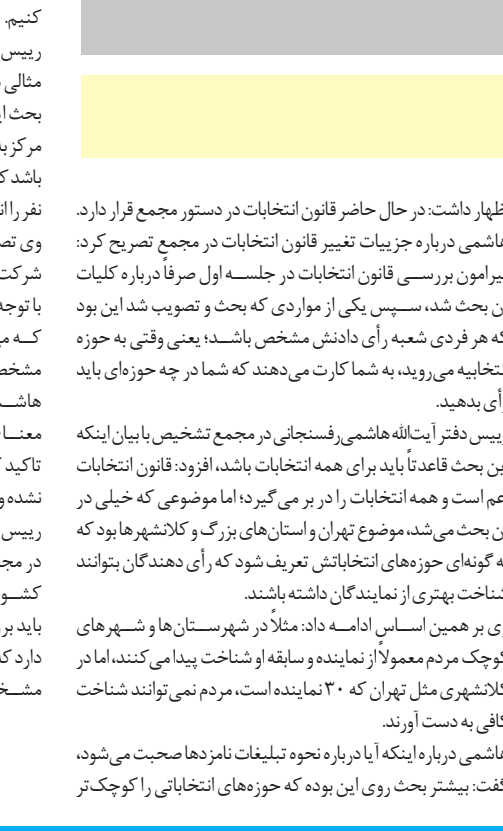 ظهار داشت: در حال حاضر قانون انتخابات در دستور مجمع قرار دارد.
هاشمی درباره جزییات تغییر قانون انتخابات در مجمع تصریح کرد:
یرامون بررسی قانون انتخابات در جلسه اول صرفاً درباره کلیات
ن بحث شد، سپس یکی از مواردی که بحث و تصویب شد این بود
که هر فردی شعبه رأی دادنش مشخص باشد؛ یعنی وقتی به حوزه
نتخابیه می‌روید، به شما کارت می‌دهند که شما در چه حوزه‌ای باید
رأی بدهید.
رییس دفتر آیت‌الله هاشمی‌رفسنجانی در مجمع تشخیص با بیان اینکه
ین بحث قاعدتاً باید برای همه انتخابات باشد، افزود: قانون انتخابات
عم است و همه انتخابات را در بر می‌گیرد؛ اما موضوعی که خیلی در
ن بحث می‌شد، موضوع تهران و استان‌های بزرگ و کلانشهرها بود که
ه گونه‌ای حوزه‌های انتخاباتش تعریف شود که رأی دهندگان بتوانند
شناخت بهتری از نمایندگان داشته باشند.
وی بر همین اساس ادامه داد: مثلاً در شهرستان‌ها و شهرهای
کوچک مردم معمولاً از نماینده و سابقه او شناخت پیدا می‌کنند، اما در
کلانشهری مثل تهران که ۳۰ نماینده است، مردم نمی‌توانند شناخت
کافی به دست آورند.
هاشمی درباره اینکه آیا درباره نحوه تبلیغات نامزدها صحبت می‌شود،
گفت: بیشتر بحث روی این بوده که حوزه‌های انتخاباتی را کوچک‌تر
کنیم.
رییس
مثالی
بحث ای
مرکز به
باشد ک
نفر را اند
وی تص
شرکت
با توجه
که م
مشخص
هاش
معنا
تاکید
نشده و
رییس
در مج
کشو
باید بر
دارد که
مشخ